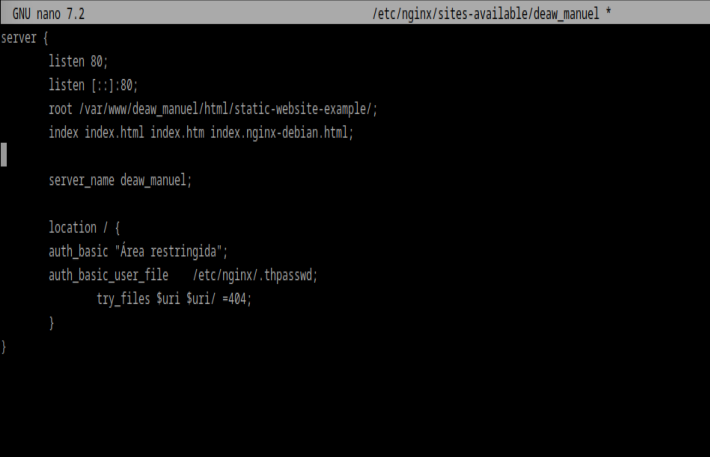 GNU nano 7.2 /etc/nginx/sites-available/deaw_manuel *
server {
listen 80;
listen [::]:80;
root /var/www/deaw_manuel/html/static-website-example/;
index index.html index.htm index.nginx-debian.html;
server_name deaw_manuel;
location / {
auth_basic "Área restringida";
auth_basic_user_file /etc/nginx/.thpasswd;
try_files $uri $uri/ =404;
}
}